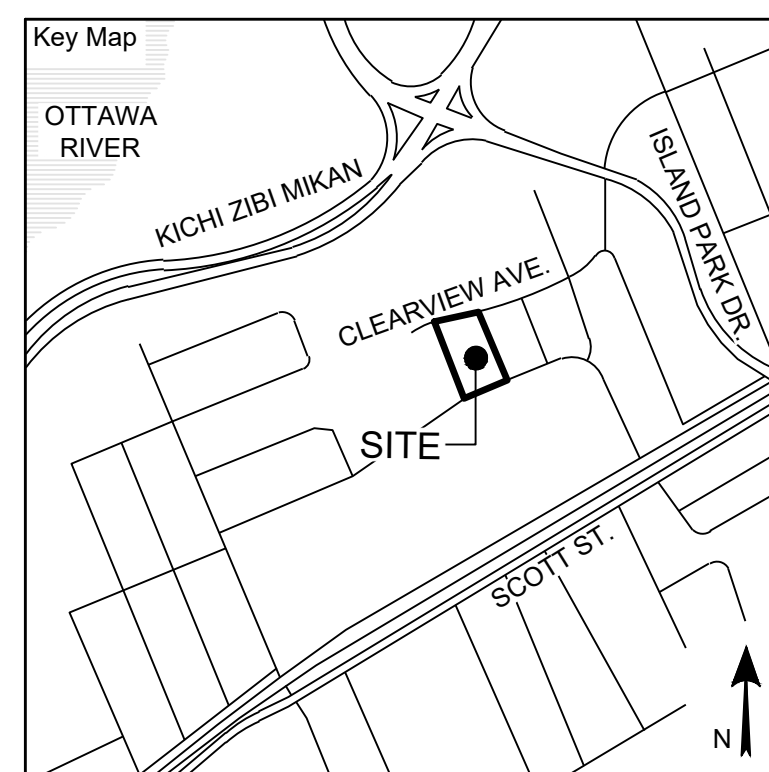 Key Map
OTTAWA
RIVER
KICHI ZIBI MIKAN
ISLAND PARK DR.
CLEARVIEW AVE.
SITE
SCOTT ST.
N